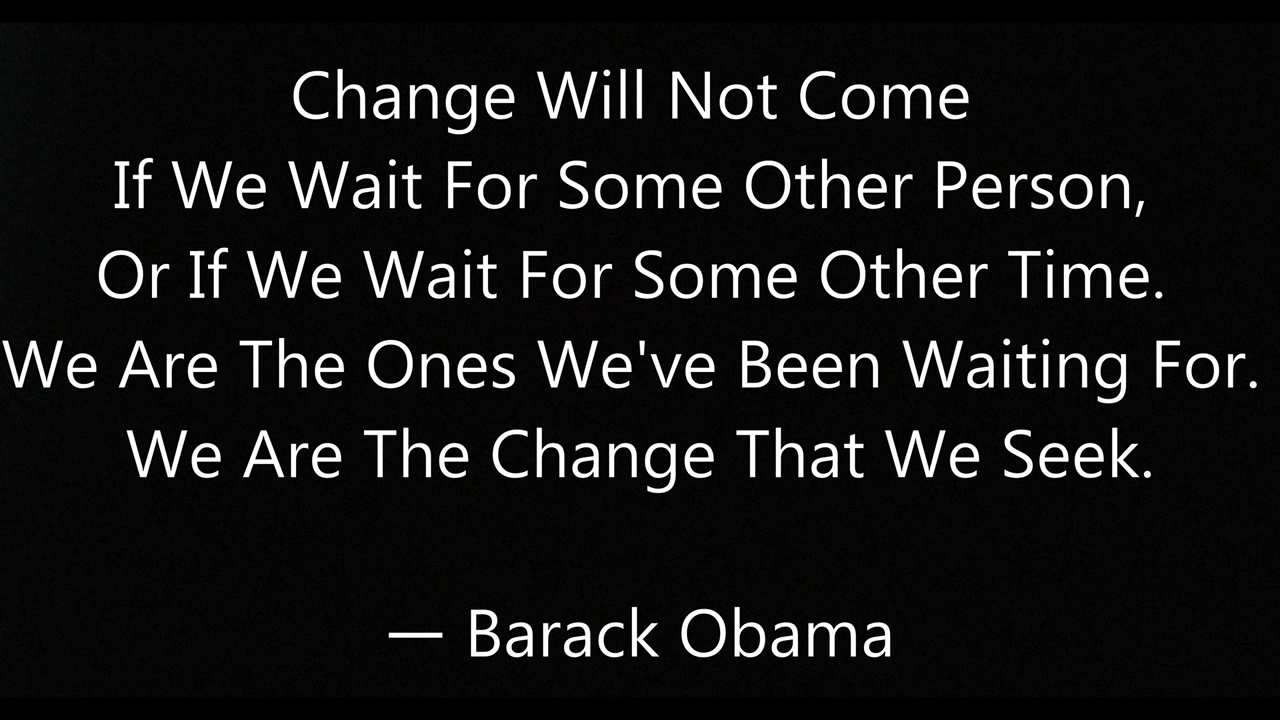 Change Will Not Come
If We Wait For Some Other Person,
Or If We Wait For Some Other Time.
We Are The Ones We've Been Waiting For.
We Are The Change That We Seek.
— Barack Obama